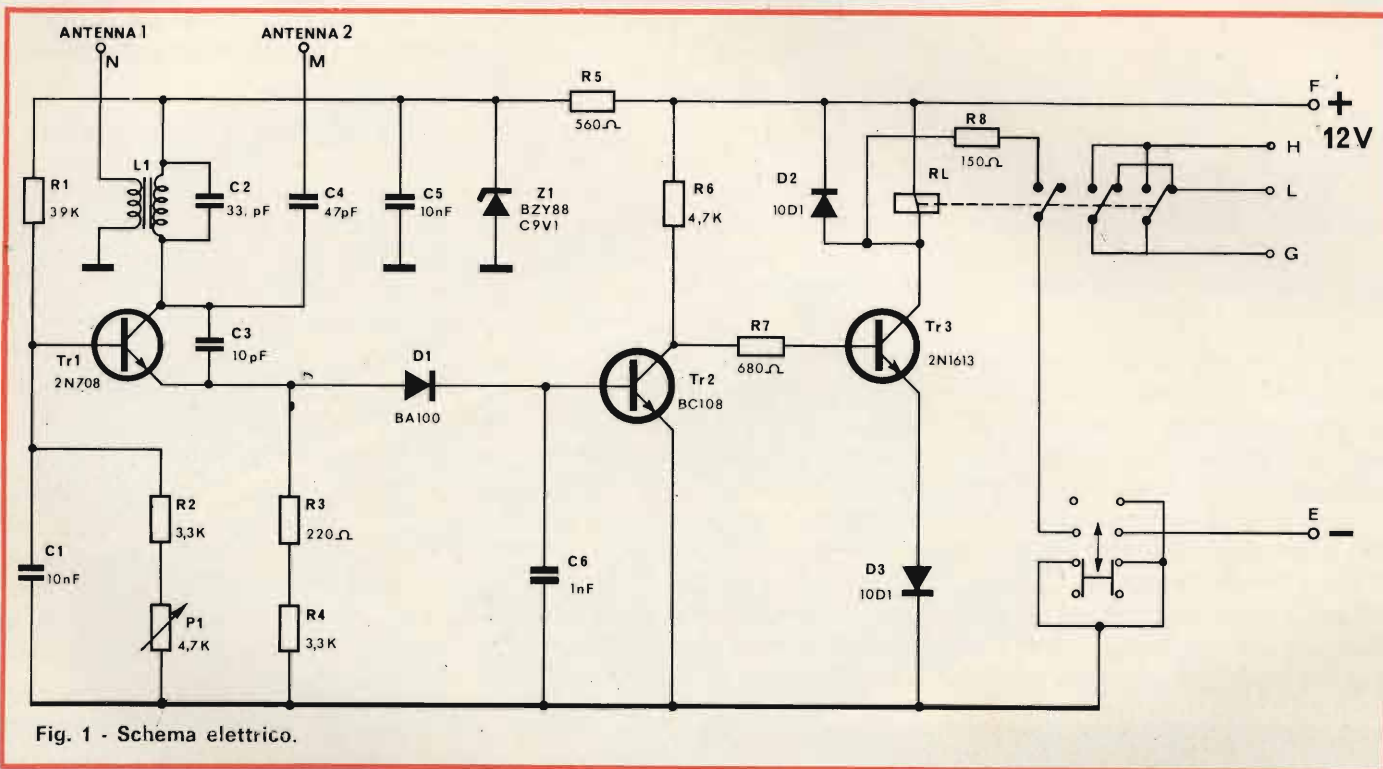 ANTENNA 1
N
ANTENNA 2
M
R5
560Ω
F
+
12V
R8
150Ω
H
L1
R1
39K
C2
33. pF
C4
47pF
C5
10nF
Z1
BZY88
C9V1
R6
4,7K
D2
10D1
RL
L
G
C3
10pF
Tr1
2N708
D1
BA100
Tr2
BC108
R7
680Ω
Tr3
2N1613
R2
3,3K
R3
220Ω
E
−
C1
10nF
C6
1nF
D3
10D1
P1
4,7K
R4
3,3K
Fig. 1 - Schema elettrico.